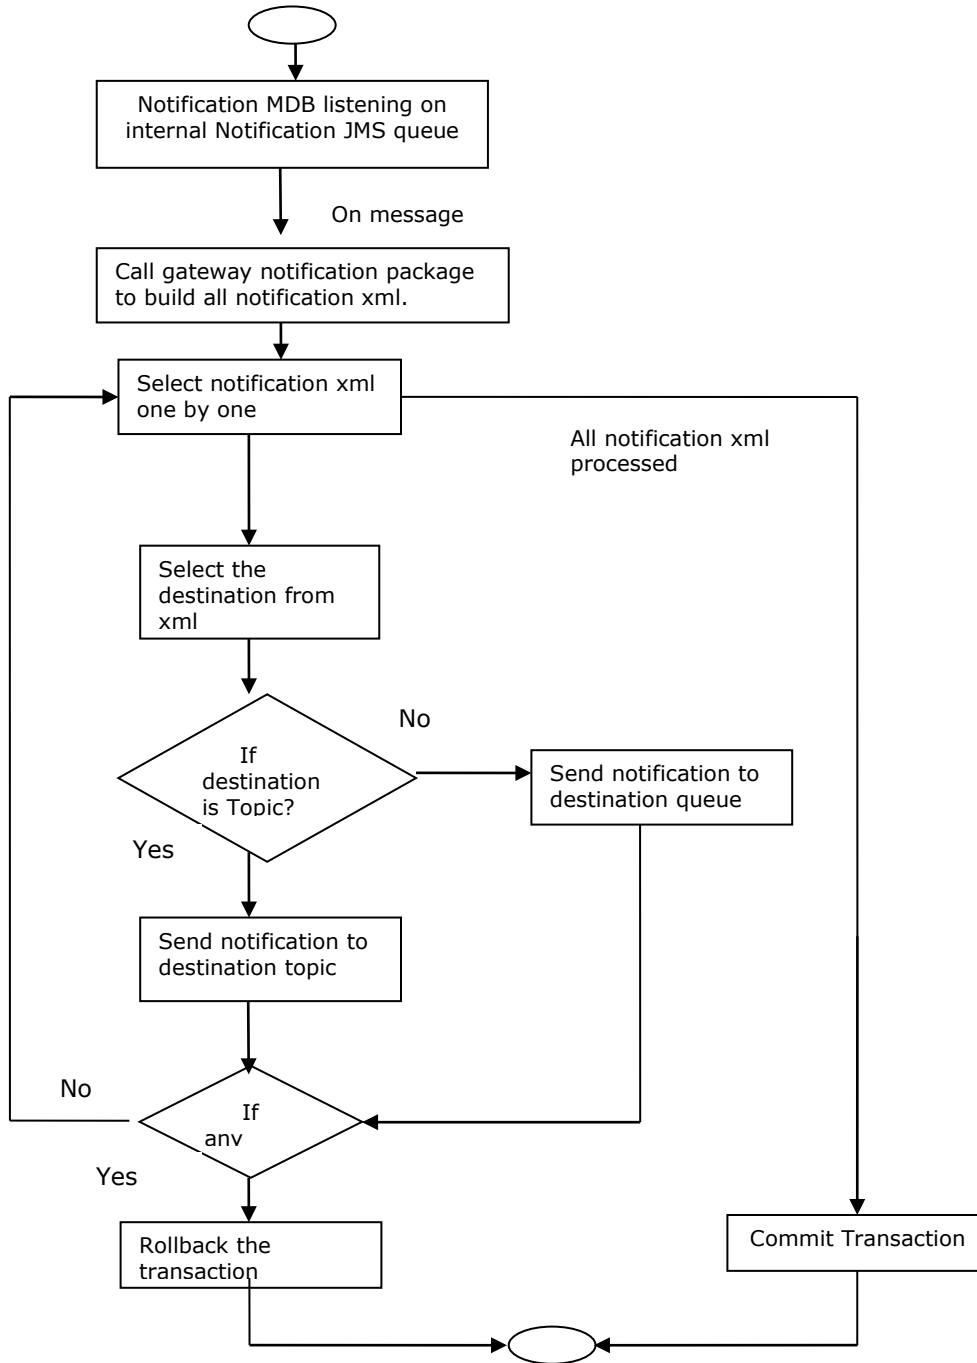 Notification MDB listening on
internal Notification JMS queue
On message
Call gateway notification package
to build all notification xml.
Select notification xml
one by one
All notification xml
processed
Select the
destination from
xml
No
If
destination
is Topic?
Send notification to
destination queue
Yes
Send notification to
destination topic
No
If
any
Yes
Rollback the
transaction
Commit Transaction